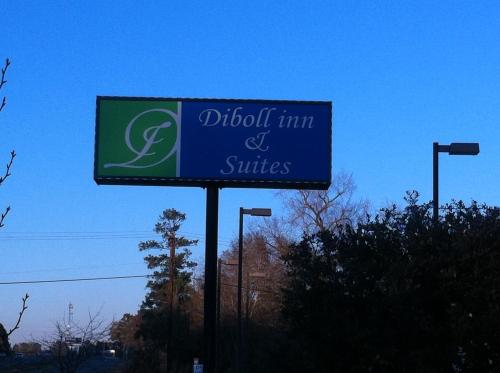 Diboll inn
&
Suites